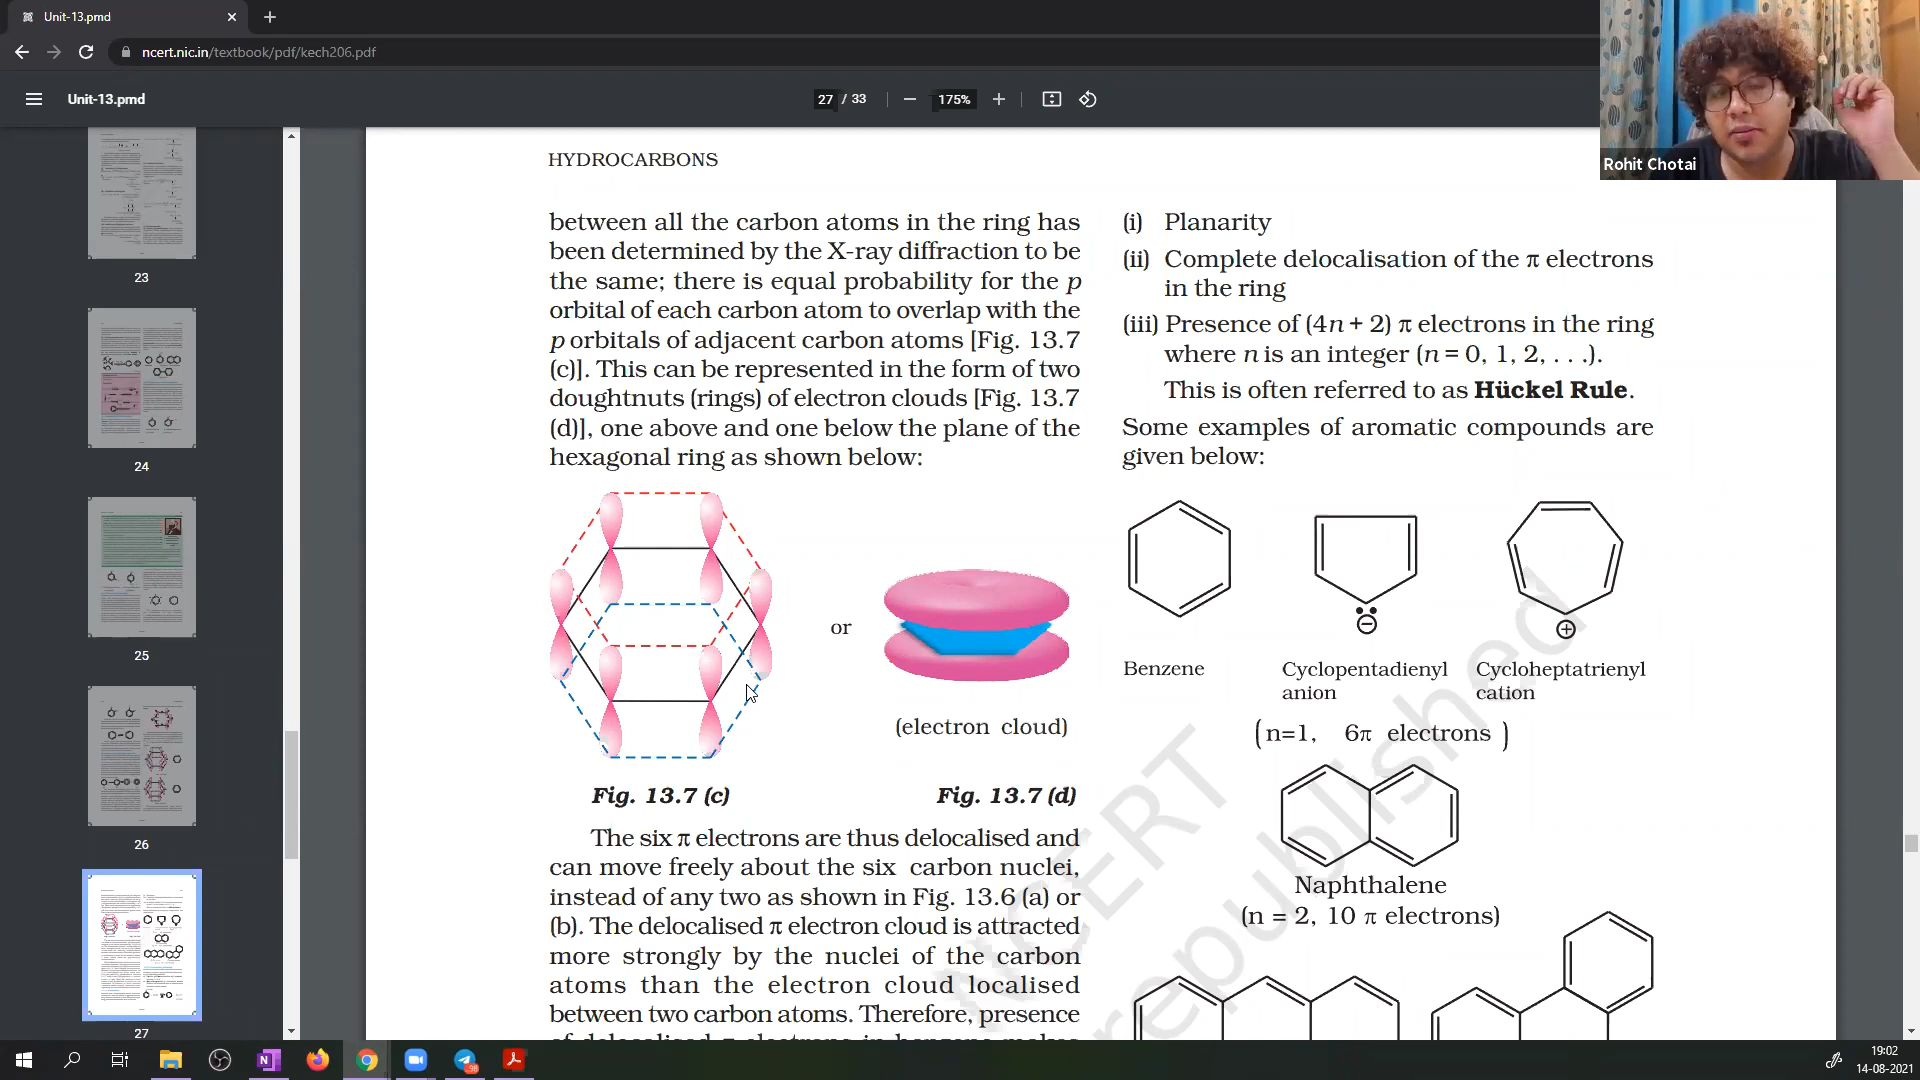 Unit-13.pmd
ncert.nic.in/textbook/pdf/kech206.pdf
Unit-13.pmd
27 / 33
175%
Rohit Chotai
23
24
25
26
27
HYDROCARBONS
between all the carbon atoms in the ring has
been determined by the X-ray diffraction to be
the same; there is equal probability for the p
orbital of each carbon atom to overlap with the
p orbitals of adjacent carbon atoms [Fig. 13.7
(c)]. This can be represented in the form of two
doughtnuts (rings) of electron clouds [Fig. 13.7
(d)], one above and one below the plane of the
hexagonal ring as shown below:
or
(electron cloud)
Fig. 13.7 (c)
Fig. 13.7 (d)
The six π electrons are thus delocalised and
can move freely about the six carbon nuclei,
instead of any two as shown in Fig. 13.6 (a) or
(b). The delocalised π electron cloud is attracted
more strongly by the nuclei of the carbon
atoms than the electron cloud localised
between two carbon atoms. Therefore, presence
of delocalised π electrons in benzene makes
(i) Planarity
(ii) Complete delocalisation of the π electrons
in the ring
(iii) Presence of (4n + 2) π electrons in the ring
where n is an integer (n = 0, 1, 2, . . .).
This is often referred to as Hückel Rule.
Some examples of aromatic compounds are
given below:
Benzene
Cyclopentadienyl
anion
Cycloheptatrienyl
cation
(n=1, 6π electrons )
Naphthalene
(n = 2, 10 π electrons)
NCERT
republished
98
19:02
14-08-2021